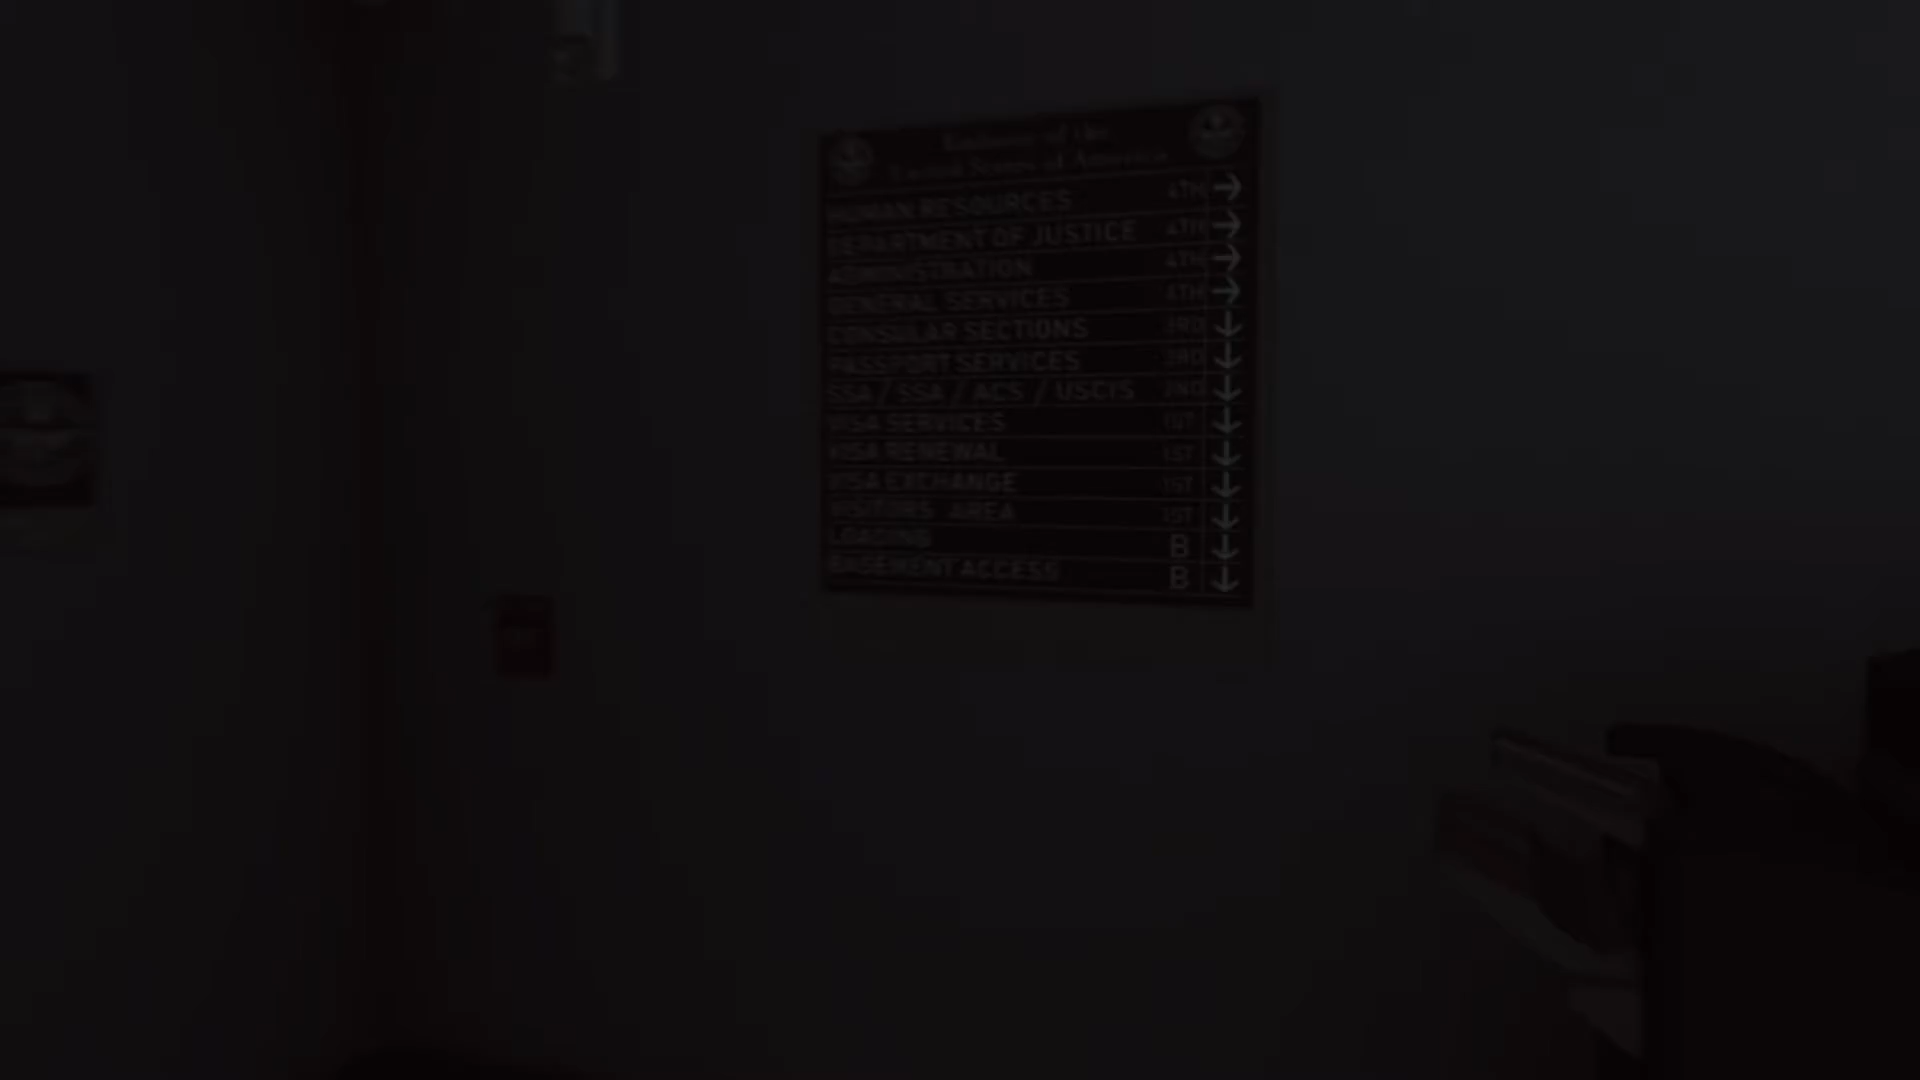 Embassy of the
United States of America
HUMAN RESOURCES 4TH →
DEPARTMENT OF JUSTICE 4TH →
ADMINISTRATION 4TH →
GENERAL SERVICES 4TH →
CONSULAR SECTIONS 3RD ↓
PASSPORT SERVICES 3RD ↓
SSA / SSA / ACS / USCIS 2ND ↓
VISA SERVICES 1ST ↓
VISA RENEWAL 1ST ↓
VISA EXCHANGE 1ST ↓
VISITORS AREA 1ST ↓
LOADING B ↓
BASEMENT ACCESS B ↓